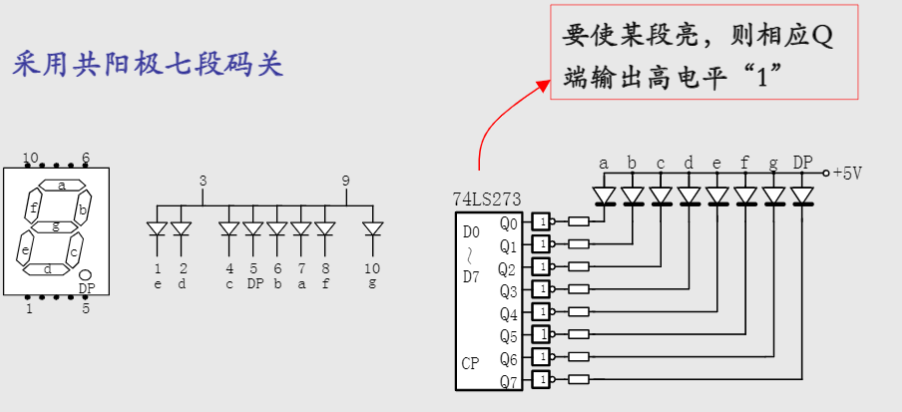 采用共阳极七段码关
要使某段亮，则相应Q
端输出高电平“1”
10 6
a
f b
g
e c
d
DP
1 5
3 9
1 2 4 5 6 7 8 10
e d c DP b a f g
a b c d e f g DP
+5V
74LS273
D0
~
D7
CP
Q0 1
Q1 1
Q2 1
Q3 1
Q4 1
Q5 1
Q6 1
Q7 1